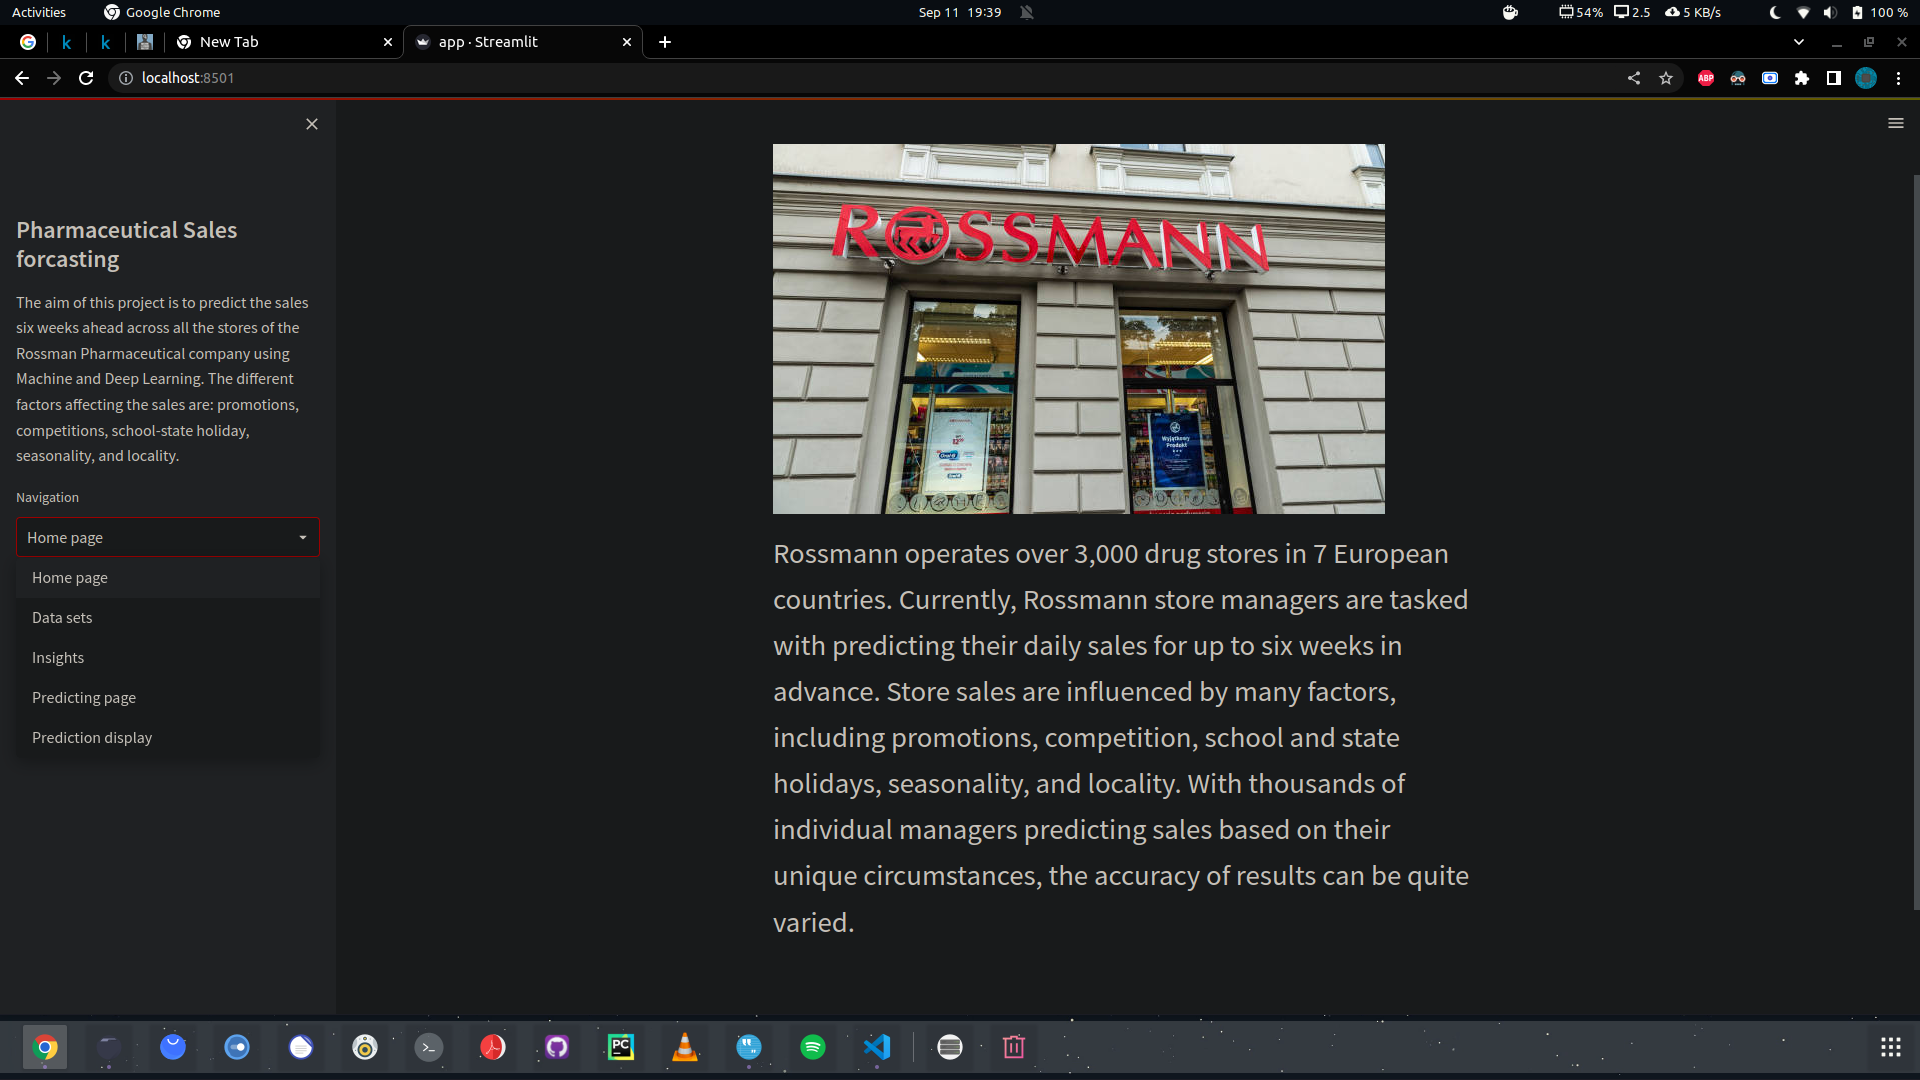 Activities
Google Chrome
Sep 11 19:39
54%
2.5
5 KB/s
100 %
New Tab
app · Streamlit
localhost:8501
ABP
Pharmaceutical Sales
forcasting
The aim of this project is to predict the sales
six weeks ahead across all the stores of the
Rossman Pharmaceutical company using
Machine and Deep Learning. The different
factors affecting the sales are: promotions,
competitions, school-state holiday,
seasonality, and locality.
Navigation
Home page
Home page
Data sets
Insights
Predicting page
Prediction display
ROSSMANN
Oral-B
Wyjątkowy
Produkt
Rossmann operates over 3,000 drug stores in 7 European
countries. Currently, Rossmann store managers are tasked
with predicting their daily sales for up to six weeks in
advance. Store sales are influenced by many factors,
including promotions, competition, school and state
holidays, seasonality, and locality. With thousands of
individual managers predicting sales based on their
unique circumstances, the accuracy of results can be quite
varied.
PC